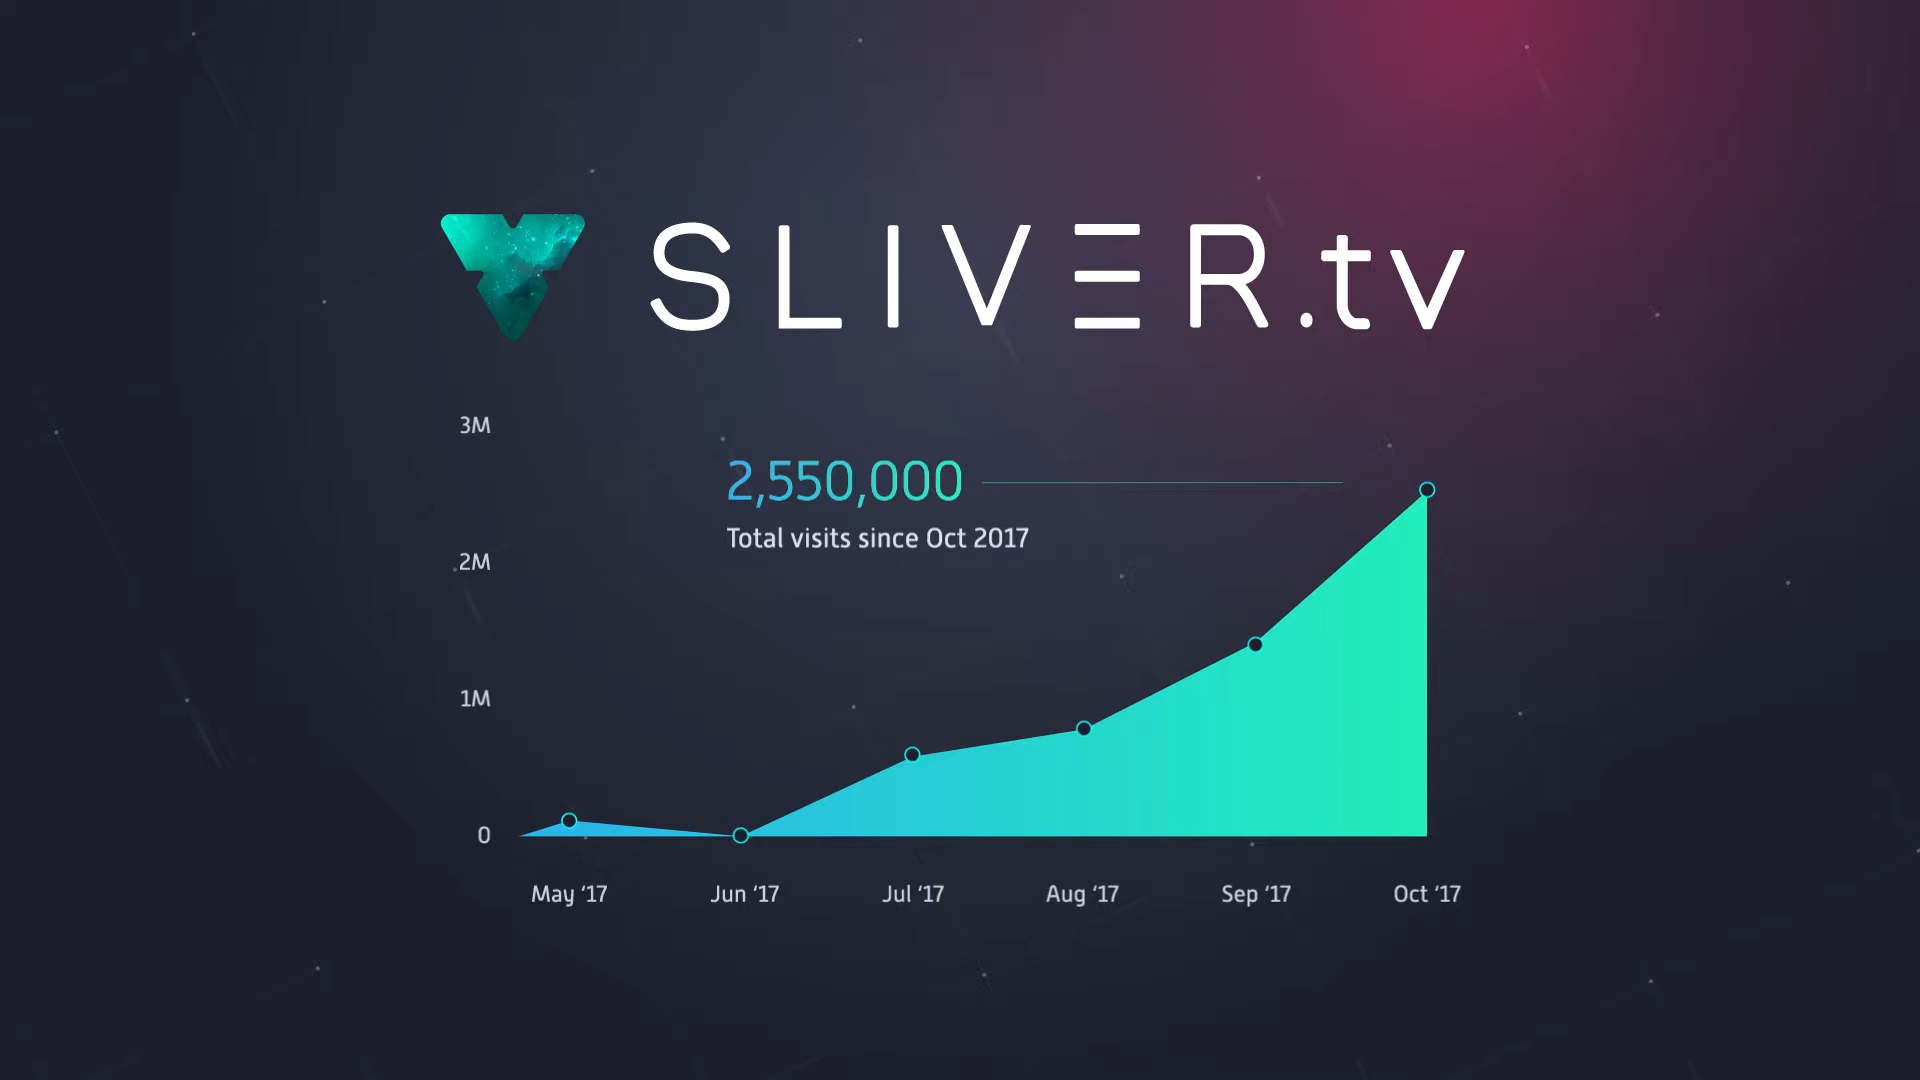 SLIVER.tv
3M
2,550,000
Total visits since Oct 2017
2M
1M
0
May ‘17 Jun ‘17 Jul ‘17 Aug ‘17 Sep ‘17 Oct ‘17